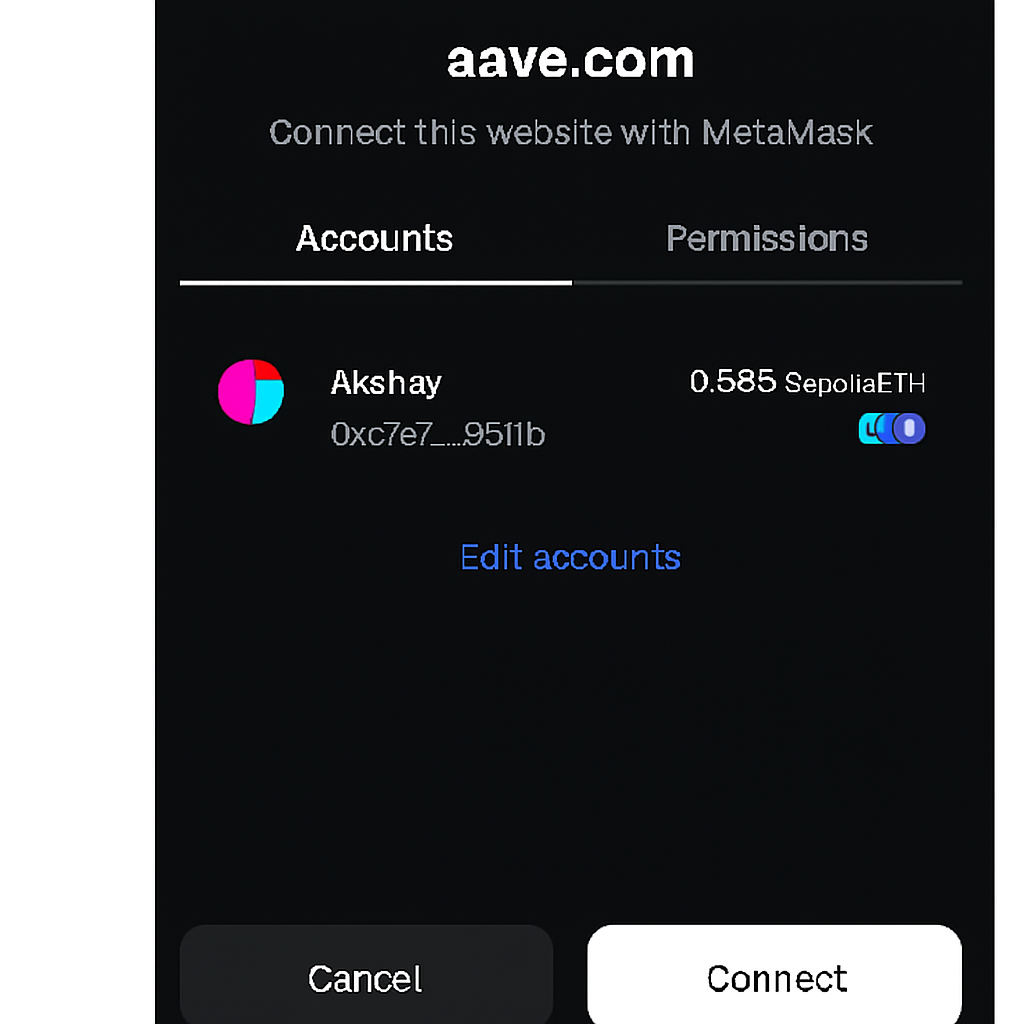 aave.com
Connect this website with MetaMask
Accounts Permissions
Akshay 0.585 SepoliaETH
0xc7e7_....9511b
Edit accounts
Cancel Connect